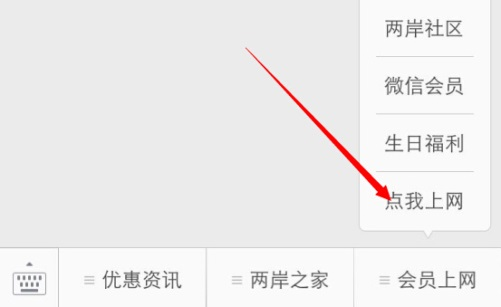 两岸社区
微信会员
生日福利
点我上网
优惠资讯 两岸之家 会员上网